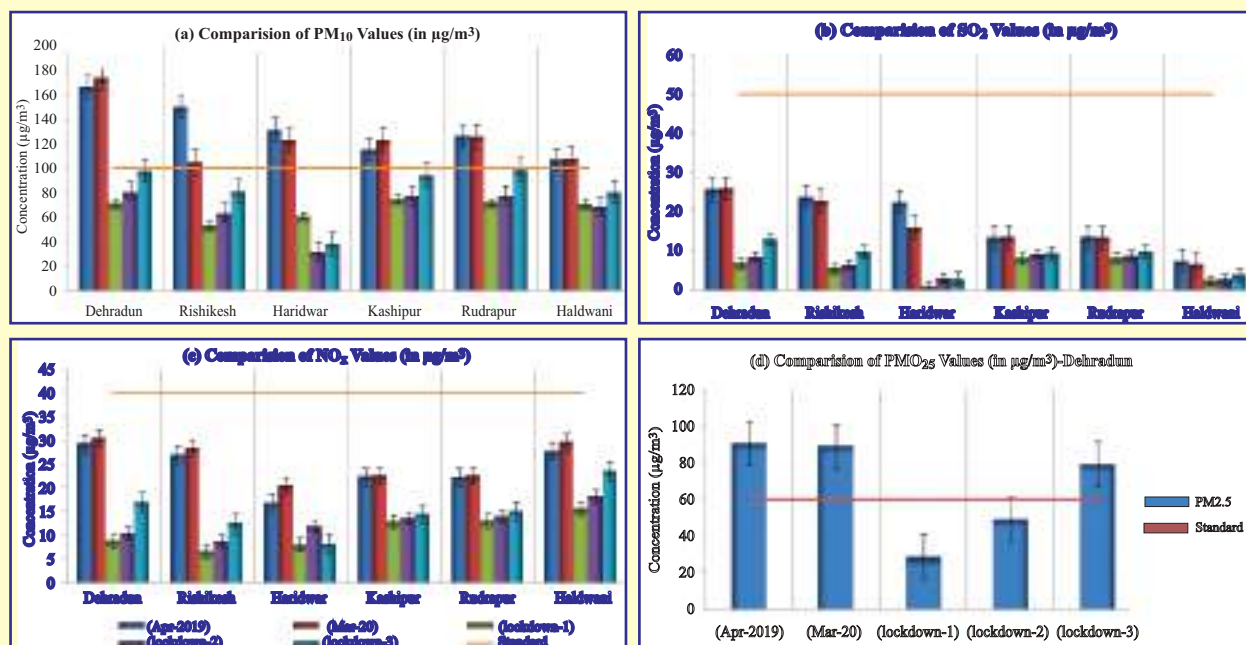 (a) Comparision of PM10 Values (in µg/m³)
Concentration (µg/m3)
200
180
160
140
120
100
80
60
40
20
0
Dehradun Rishikesh Haridwar Kashipur Rudrapur Haldwani
(b) Comparision of SO2 Values (in µg/m³)
Concentration (µg/m³)
60
50
40
30
20
10
0
Dehradun Rishikesh Haridwar Kashipur Rudrapur Haldwani
(c) Comparision of NOx Values (in µg/m³)
Concentration (µg/m³)
45
40
35
30
25
20
15
10
5
0
Dehradun Rishikesh Haridwar Kashipur Rudrapur Haldwani
(Apr-2019) (Mar-20) (lockdown-1)
(lockdown-2) (lockdown-3) Standard
(d) Comparision of PMO25 Values (in µg/m³)-Dehradun
Concentration (µg/m³)
120
100
80
60
40
20
0
(Apr-2019) (Mar-20) (lockdown-1) (lockdown-2) (lockdown-3)
PM2.5
Standard